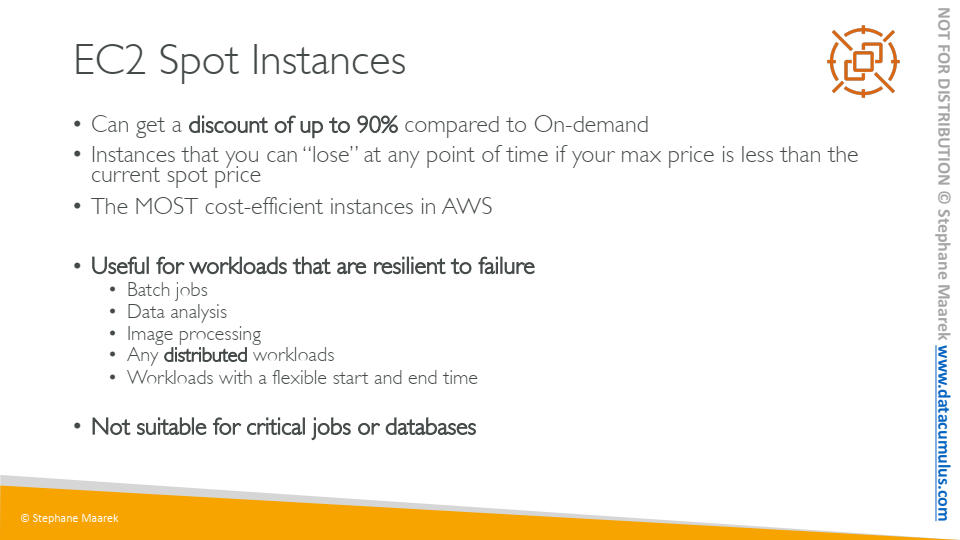 EC2 Spot Instances
• Can get a discount of up to 90% compared to On-demand
• Instances that you can “lose” at any point of time if your max price is less than the
current spot price
• The MOST cost-efficient instances in AWS
• Useful for workloads that are resilient to failure
• Batch jobs
• Data analysis
• Image processing
• Any distributed workloads
• Workloads with a flexible start and end time
• Not suitable for critical jobs or databases
© Stephane Maarek
NOT FOR DISTRIBUTION © Stephane Maarek www.datacumulus.com